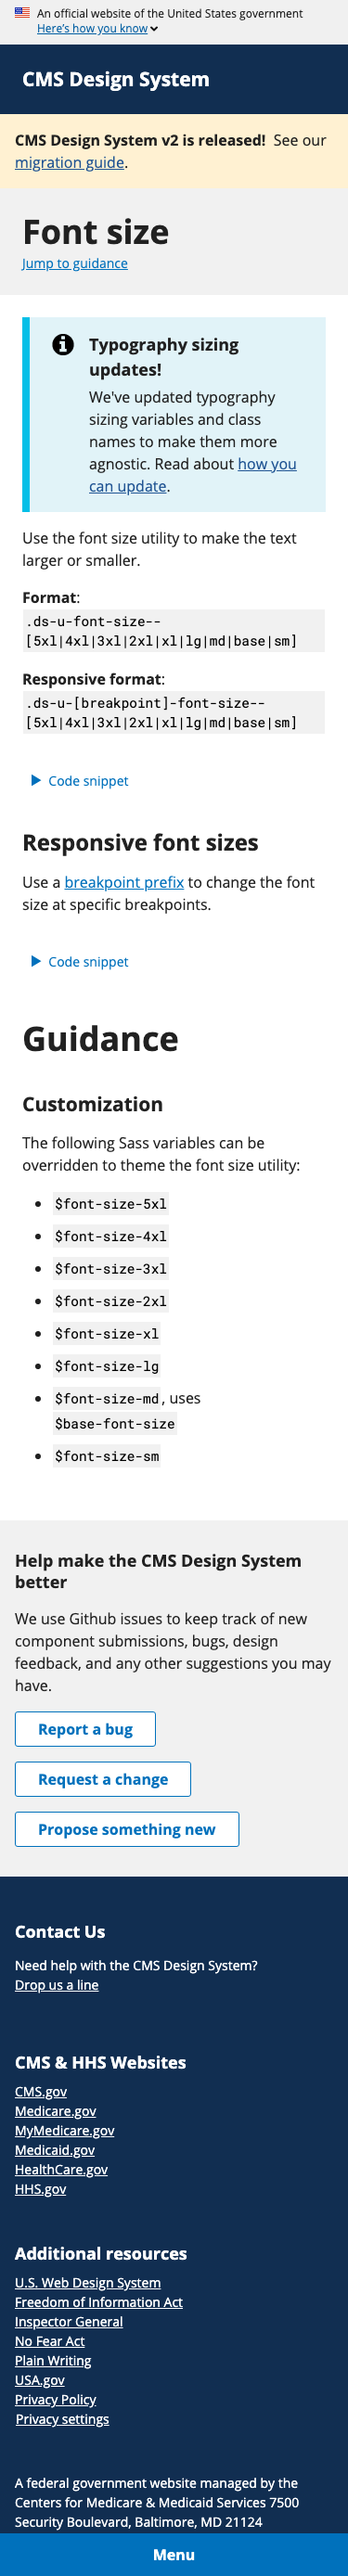 An official website of the United States government
Here's how you know
CMS Design System
CMS Design System v2 is released! See our
migration guide.
Font size
Jump to guidance
Typography sizing
updates!
We've updated typography
sizing variables and class
names to make them more
agnostic. Read about how you
can update.
Use the font size utility to make the text
larger or smaller.
Format:
.ds-u-font-size--
[5xl|4xl|3xl|2xl|xl|lg|md|base|sm]
Responsive format:
.ds-u-[breakpoint]-font-size--
[5xl|4xl|3xl|2xl|xl|lg|md|base|sm]
Code snippet
Responsive font sizes
Use a breakpoint prefix to change the font
size at specific breakpoints.
Code snippet
Guidance
Customization
The following Sass variables can be
overridden to theme the font size utility:
$font-size-5xl
$font-size-4xl
$font-size-3xl
$font-size-2xl
$font-size-xl
$font-size-lg
$font-size-md, uses
$base-font-size
$font-size-sm
Help make the CMS Design System
better
We use Github issues to keep track of new
component submissions, bugs, design
feedback, and any other suggestions you may
have.
Report a bug
Request a change
Propose something new
Contact Us
Need help with the CMS Design System?
Drop us a line
CMS & HHS Websites
CMS.gov
Medicare.gov
MyMedicare.gov
Medicaid.gov
HealthCare.gov
HHS.gov
Additional resources
U.S. Web Design System
Freedom of Information Act
Inspector General
No Fear Act
Plain Writing
USA.gov
Privacy Policy
Privacy settings
A federal government website managed by the
Centers for Medicare & Medicaid Services 7500
Security Boulevard, Baltimore, MD 21124
Menu